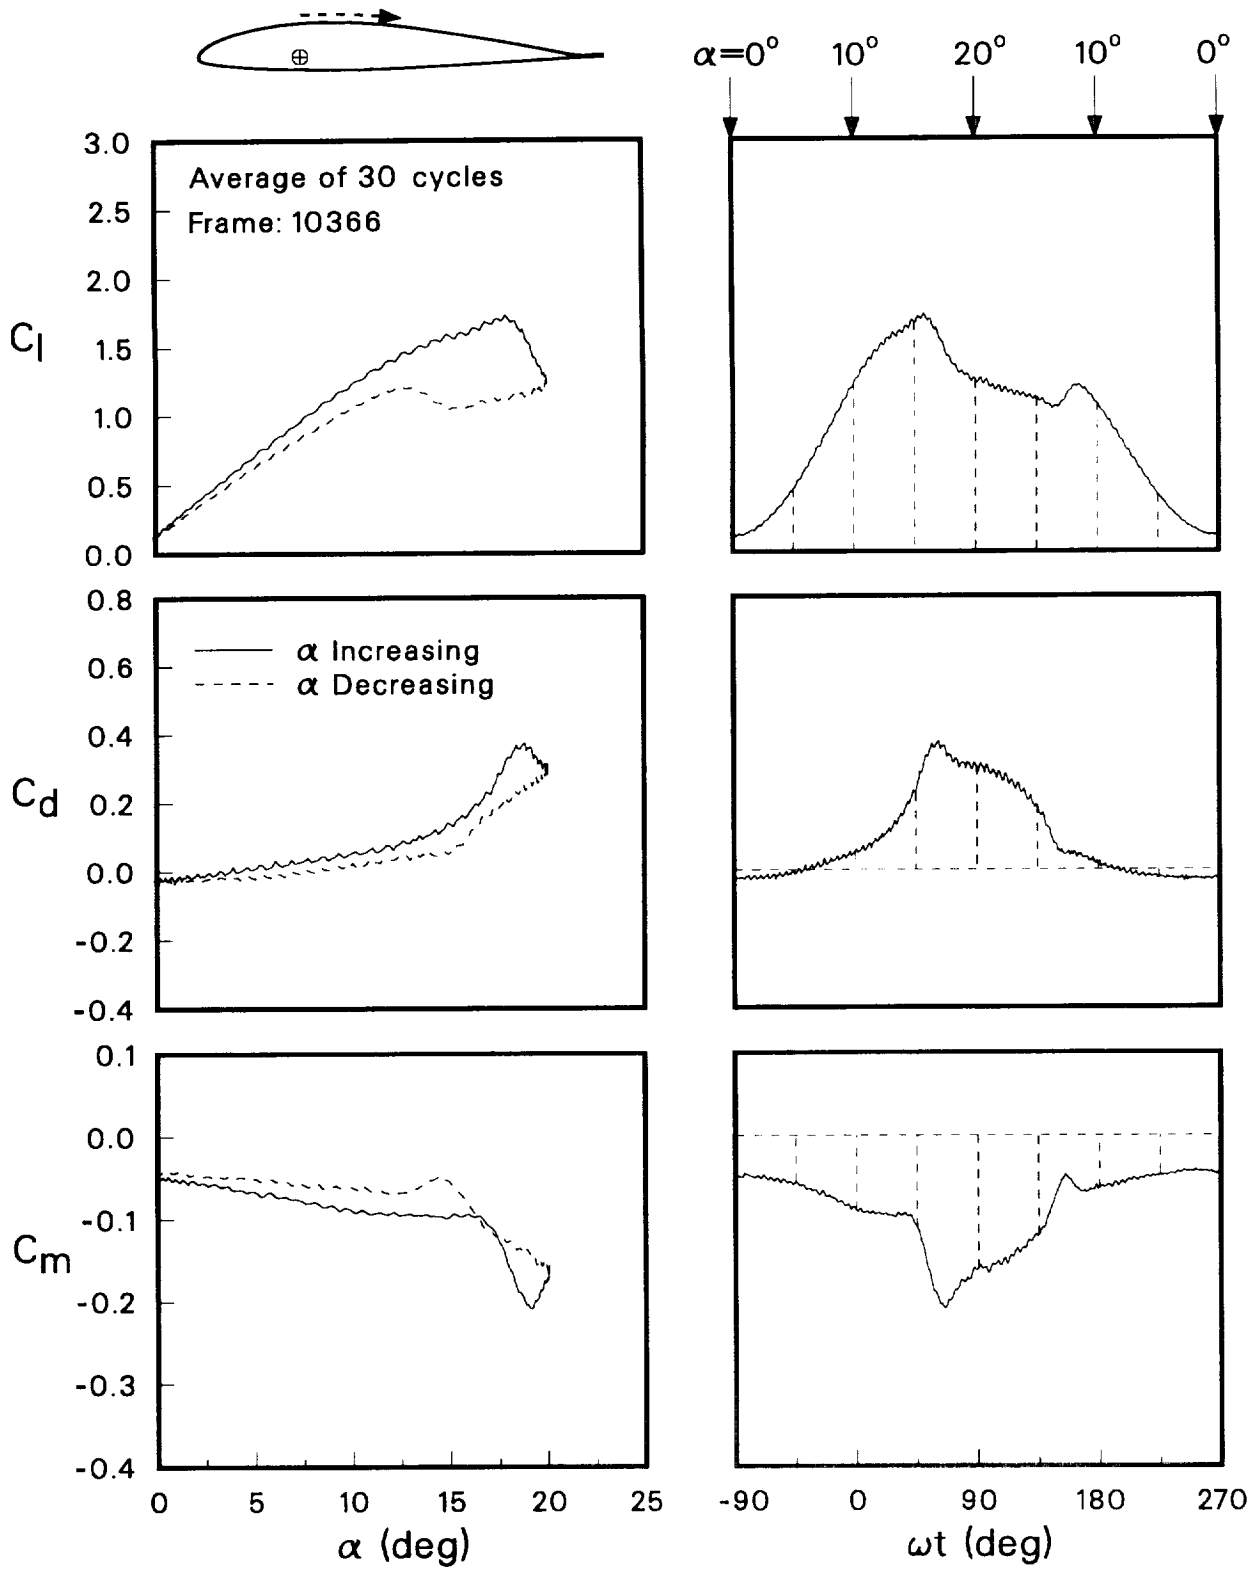 α=0° 10° 20° 10° 0°
3.0
Average of 30 cycles
2.5
Frame: 10366
2.0
Cl
1.5
1.0
0.5
0.0
0.8
α Increasing
0.6
α Decreasing
0.4
Cd
0.2
0.0
-0.2
-0.4
0.1
0.0
-0.1
Cm
-0.2
-0.3
-0.4
0 5 10 15 20 25
α (deg)
-90 0 90 180 270
ωt (deg)